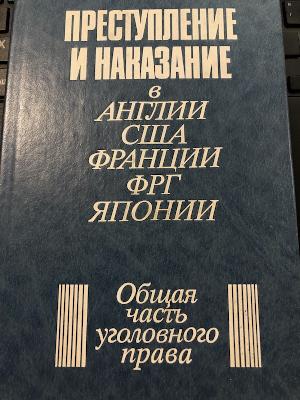 ПРЕСТУПЛЕНИЕ
И НАКАЗАНИЕ
в
АНГЛИИ
США
ФРАНЦИИ
ФРГ
ЯПОНИИ
Общая
часть
уголовного
права